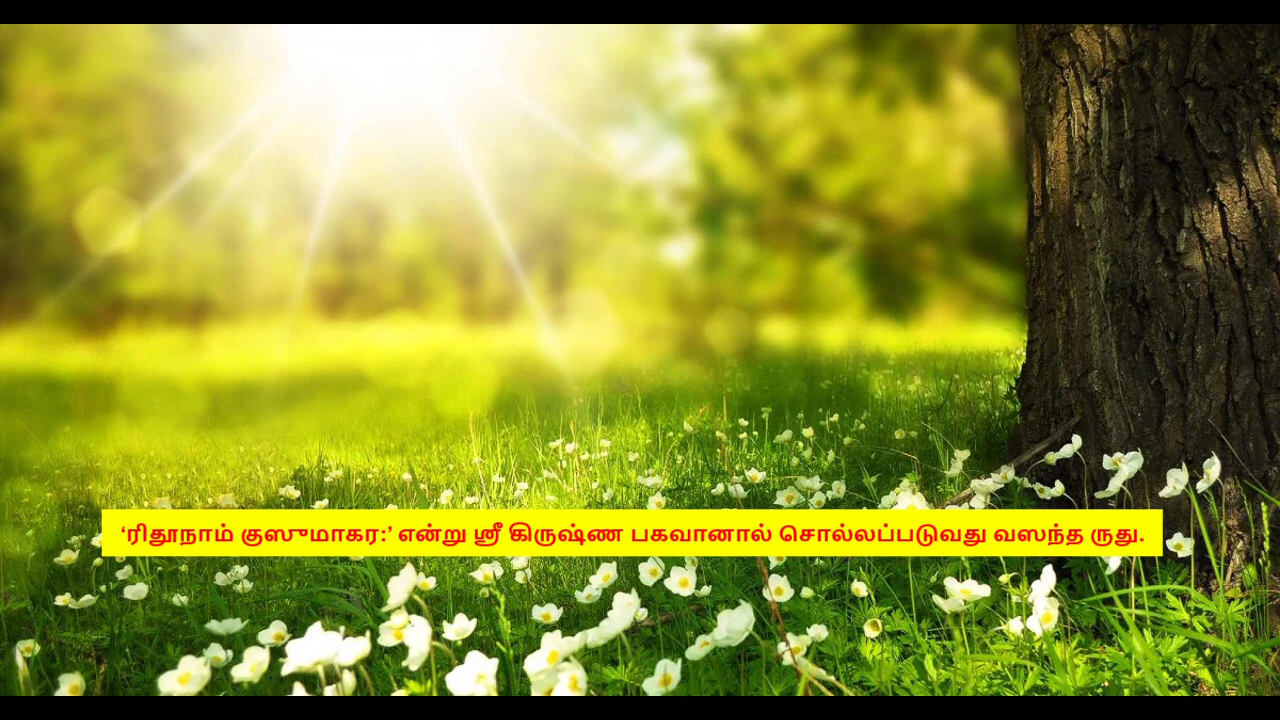 ‘ரிதூநாம் குஸுமாகர:’ என்று ஸ்ரீ கிருஷ்ண பகவானால் சொல்லப்படுவது வஸந்த ருது.